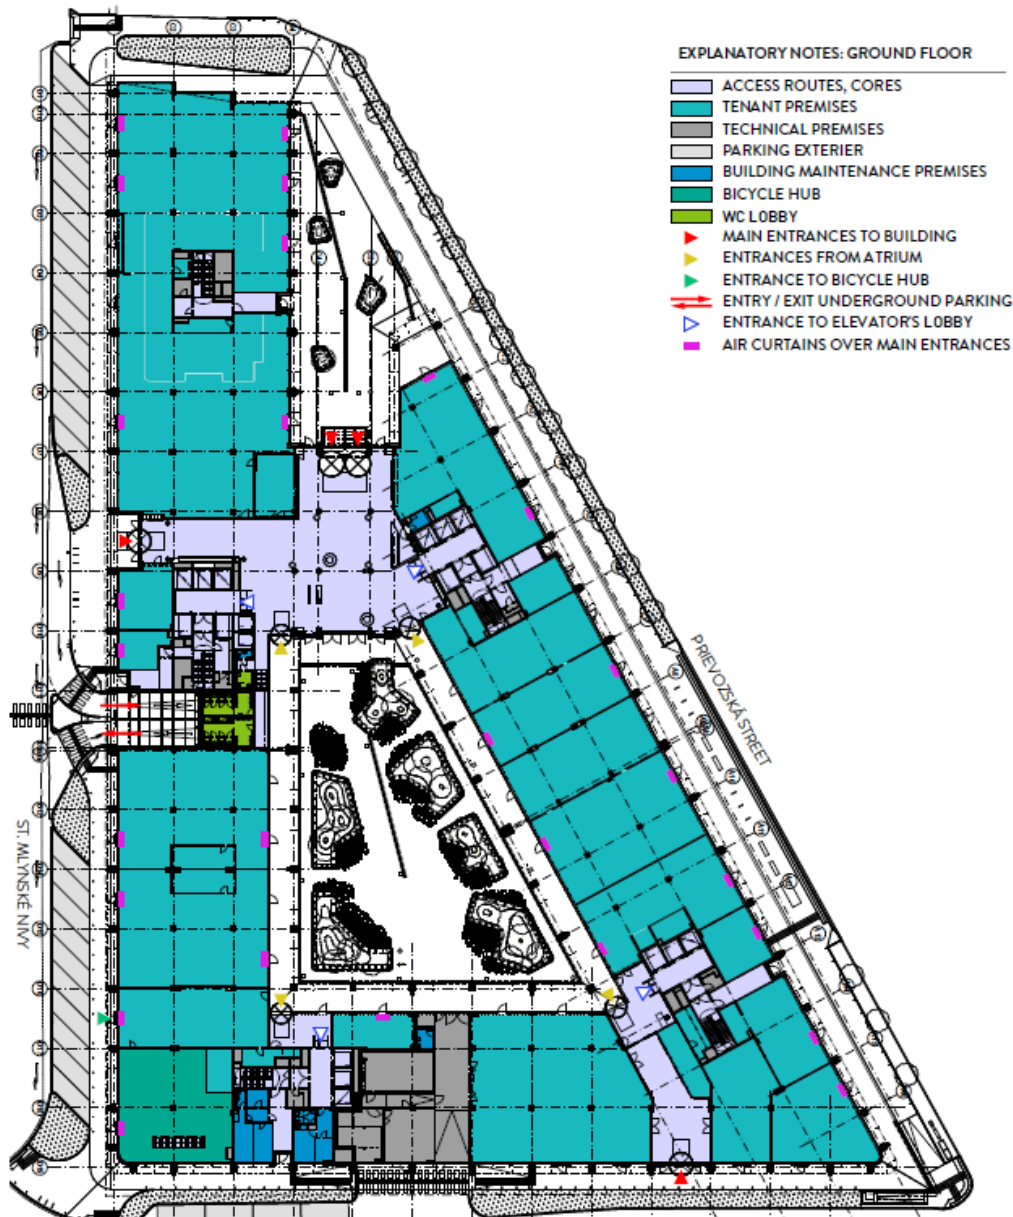 EXPLANATORY NOTES: GROUND FLOOR
ACCESS ROUTES, CORES
TENANT PREMISES
TECHNICAL PREMISES
PARKING EXTERIER
BUILDING MAINTENANCE PREMISES
BICYCLE HUB
WC LOBBY
MAIN ENTRANCES TO BUILDING
ENTRANCES FROM ATRIUM
ENTRANCE TO BICYCLE HUB
ENTRY / EXIT UNDERGROUND PARKING
ENTRANCE TO ELEVATOR'S LOBBY
AIR CURTAINS OVER MAIN ENTRANCES
PRIEVOZSKÁ STREET
ST. MLYNSKÉ NIVY